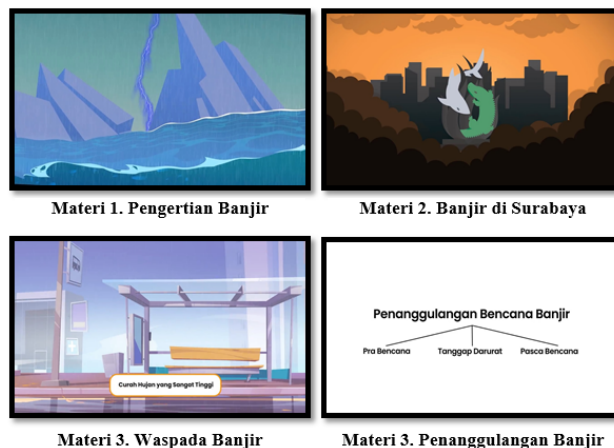 Materi 1. Pengertian Banjir
Materi 2. Banjir di Surabaya
Curah Hujan yang Sangat Tinggi
Penanggulangan Bencana Banjir
Pra Bencana
Tanggap Darurat
Pasca Bencana
Materi 3. Waspada Banjir
Materi 3. Penanggulangan Banjir